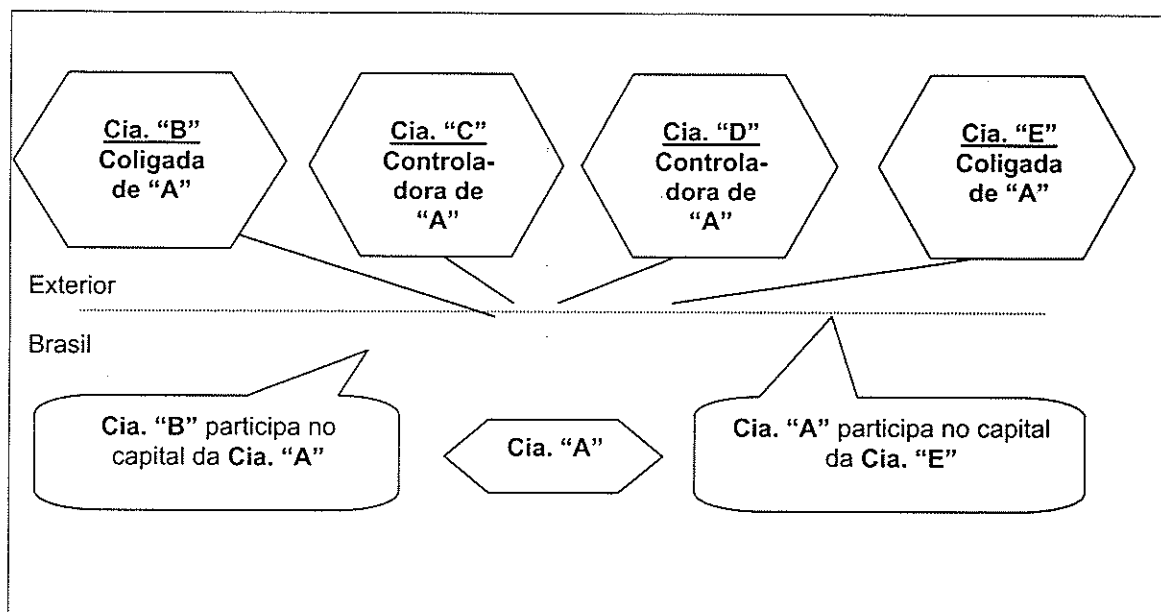 Cia. “B”
Coligada
de “A”
Cia. “C”
Controla-
dora de
“A”
Cia. “D”
Controla-
dora de
“A”
Cia. “E”
Coligada
de “A”
Exterior
Brasil
Cia. “B” participa no
capital da Cia. “A”
Cia. “A”
Cia. “A” participa no capital
da Cia. “E”